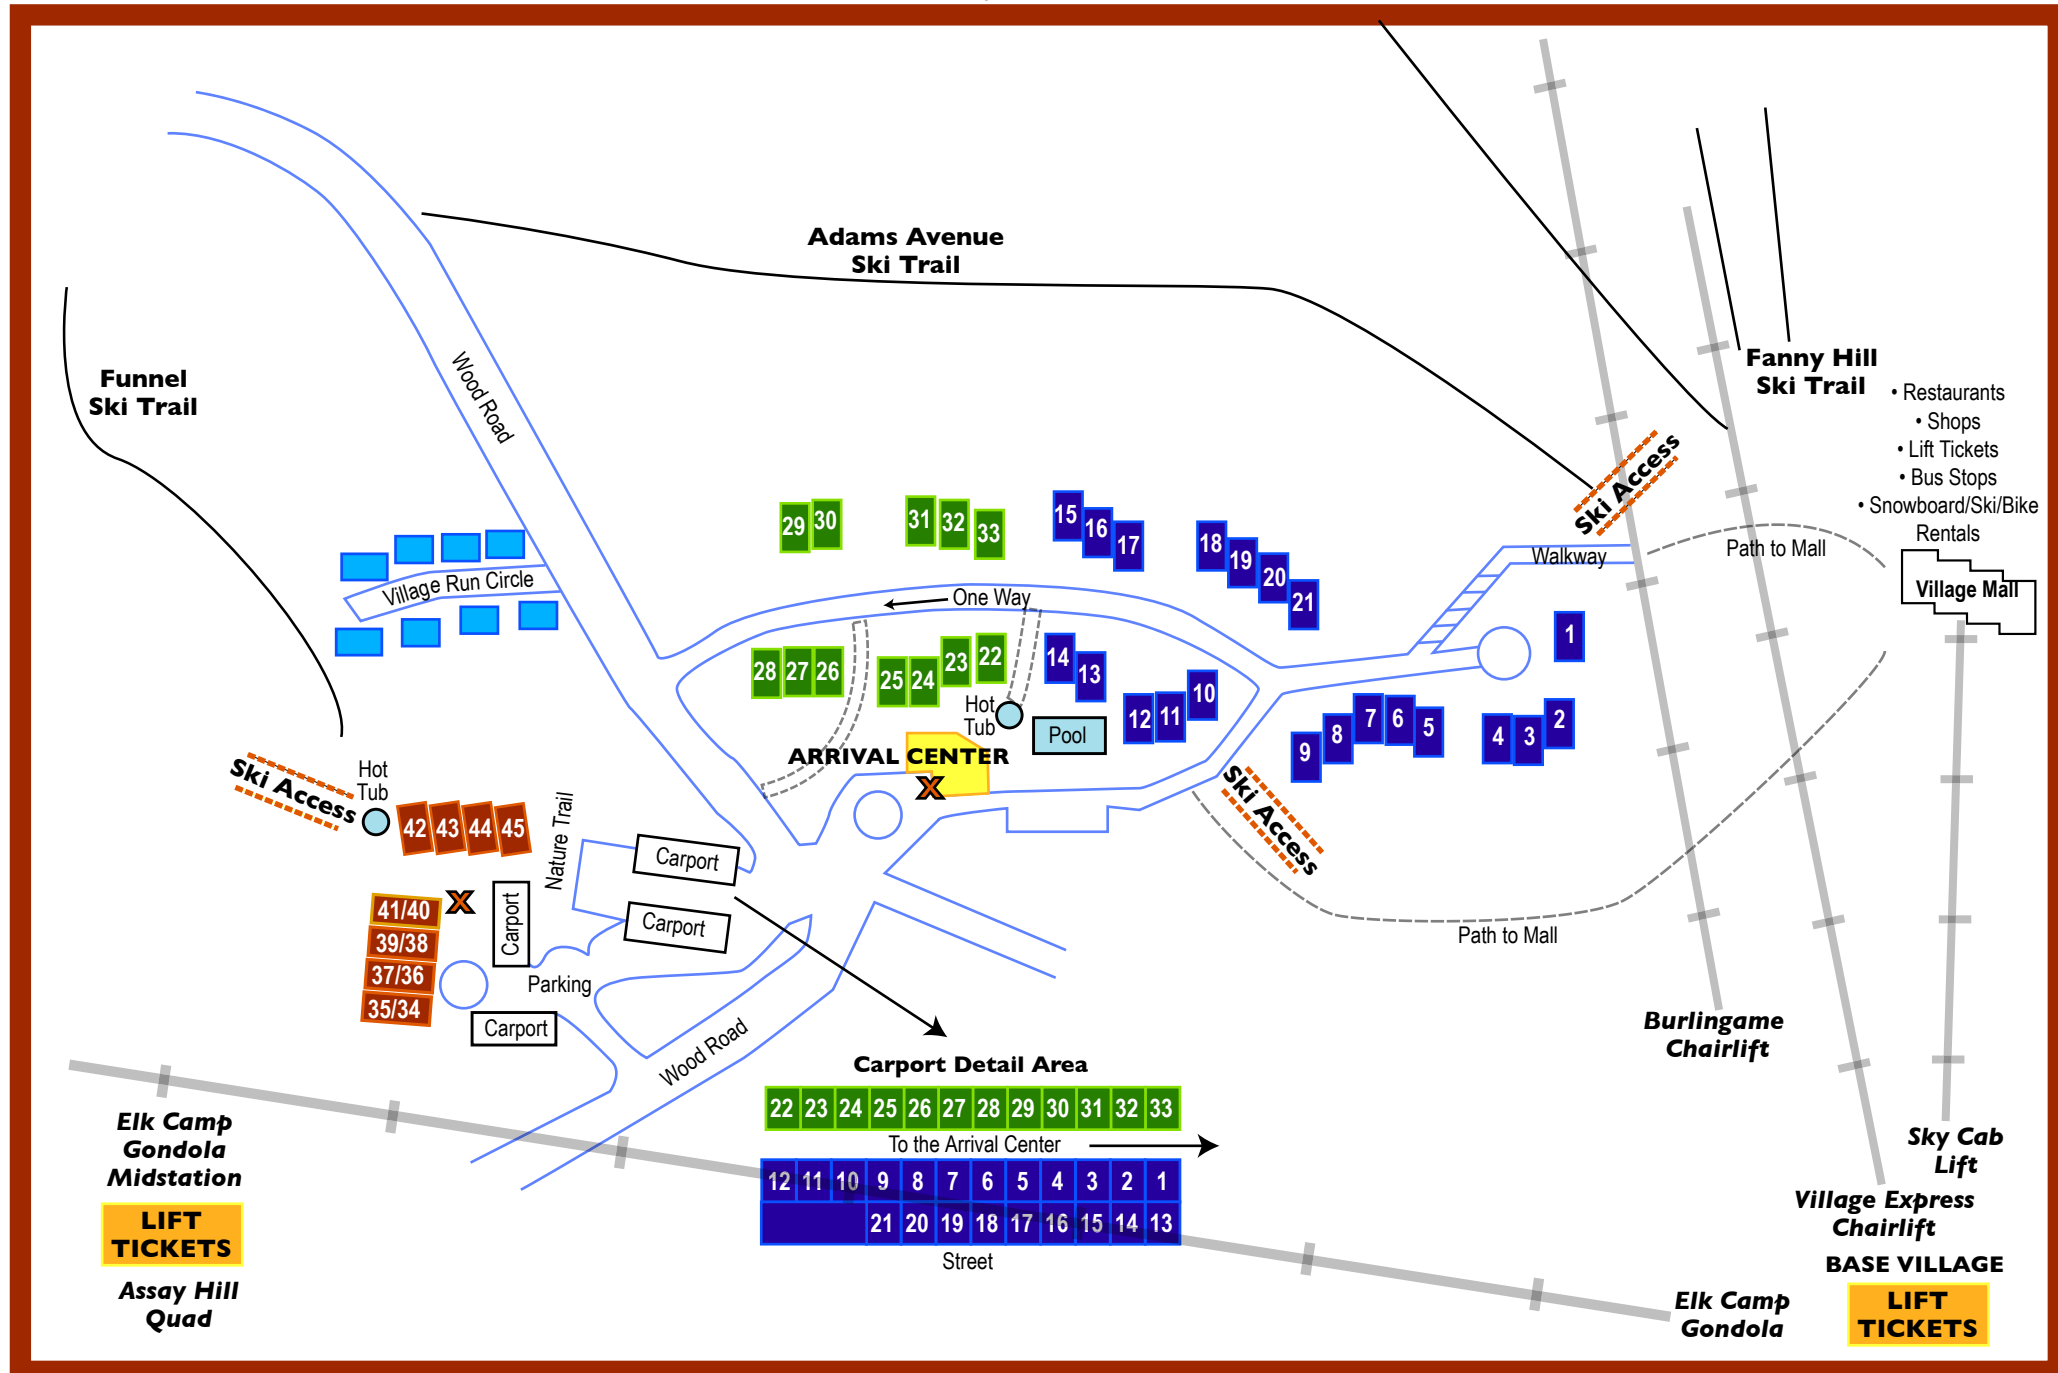 Adams Avenue
Ski Trail
Wood Road
Funnel
Ski Trail
Fanny Hill
Ski Trail
• Restaurants
• Shops
• Lift Tickets
• Bus Stops
• Snowboard/Ski/Bike
Rentals
Village Mall
Ski Access
Path to Mall
Walkway
29 30
31 32 33
15 16 17
18 19 20 21
Village Run Circle
One Way
1
28 27 26
25 24 23 22
14 13
12 11 10
9 8 7 6 5
4 3 2
Hot
Tub
Pool
ARRIVAL CENTER
X
Ski Access
Path to Mall
Ski Access
Hot
Tub
42 43 44 45
Nature Trail
Carport
Carport
Carport
X
41/40
39/38
37/36
35/34
Parking
Carport
Wood Road
Burlingame
Chairlift
Carport Detail Area
22 23 24 25 26 27 28 29 30 31 32 33
To the Arrival Center
12 11 10 9 8 7 6 5 4 3 2 1
21 20 19 18 17 16 15 14 13
Street
Elk Camp
Gondola
Midstation
LIFT
TICKETS
Assay Hill
Quad
Sky Cab
Lift
Village Express
Chairlift
BASE VILLAGE
LIFT
TICKETS
Elk Camp
Gondola